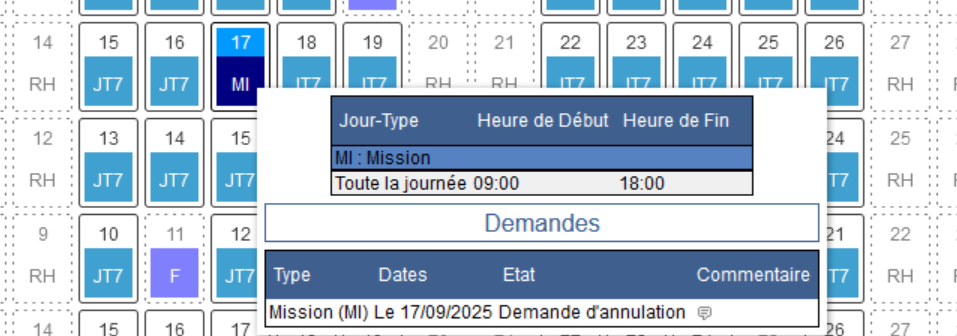 14 15 16 17 18 19 20 21 22 23 24 25 26 27
RH JT7 JT7 MI JT7 JT7 RH RH JT7 JT7 JT7 JT7 JT7 RH
Jour-Type Heure de Début Heure de Fin
12 13 14 15 24 25
MI : Mission
RH JT7 JT7 JT7 Toute la journée 09:00 18:00 T7 RH
Demandes
9 10 11 12 21 22
RH JT7 F JT7 Type Dates Etat Commentaire T7 RH
Mission (MI) Le 17/09/2025 Demande d'annulation
14 15 16 17 26 27